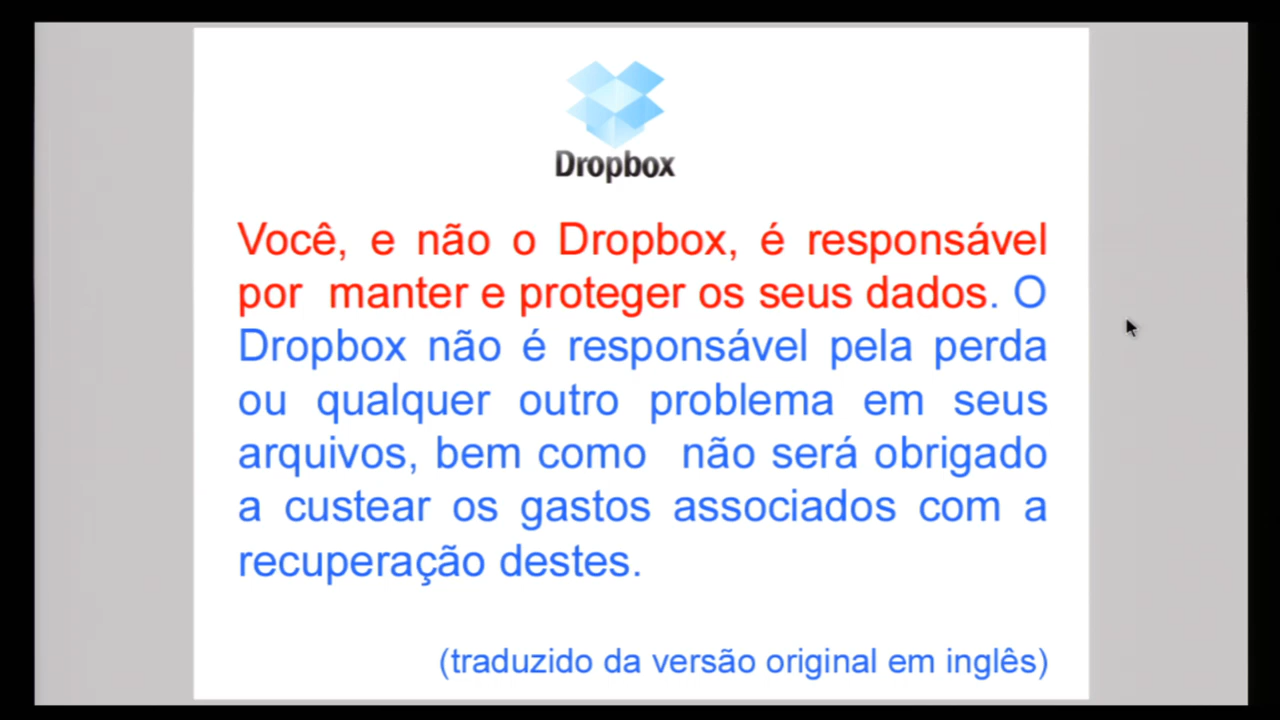 Dropbox
Você, e não o Dropbox, é responsável
por manter e proteger os seus dados. O
Dropbox não é responsável pela perda
ou qualquer outro problema em seus
arquivos, bem como não será obrigado
a custear os gastos associados com a
recuperação destes.
(traduzido da versão original em inglês)